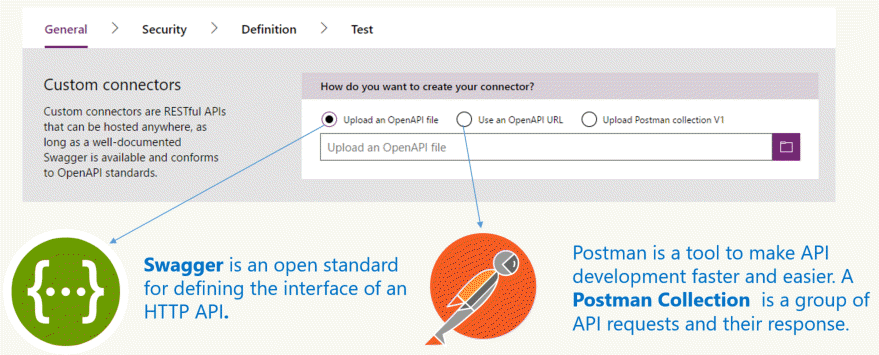 General > Security > Definition > Test
Custom connectors
Custom connectors are RESTful APIs
that can be hosted anywhere, as
long as a well-documented
Swagger is available and conforms
to OpenAPI standards.
How do you want to create your connector?
Upload an OpenAPI file Use an OpenAPI URL Upload Postman collection V1
Upload an OpenAPI file
{...}
Swagger is an open standard
for defining the interface of an
HTTP API.
Postman is a tool to make API
development faster and easier. A
Postman Collection is a group of
API requests and their response.